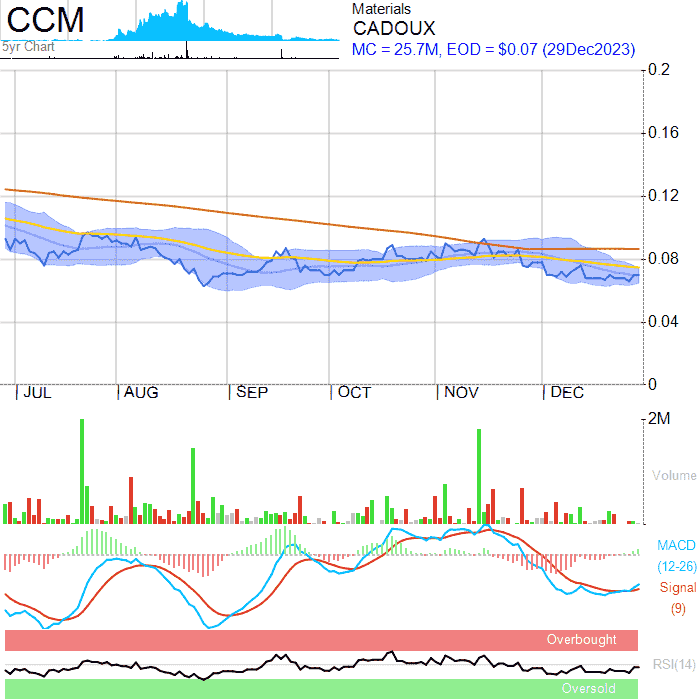 CCM
5yr Chart
Materials
CADOUX
MC = 25.7M, EOD = $0.07 (29Dec2023)
0.2
0.16
0.12
0.08
0.04
0
JUL AUG SEP OCT NOV DEC
2M
Volume
MACD
(12-26)
Signal
(9)
Overbought
RSI(14)
Oversold